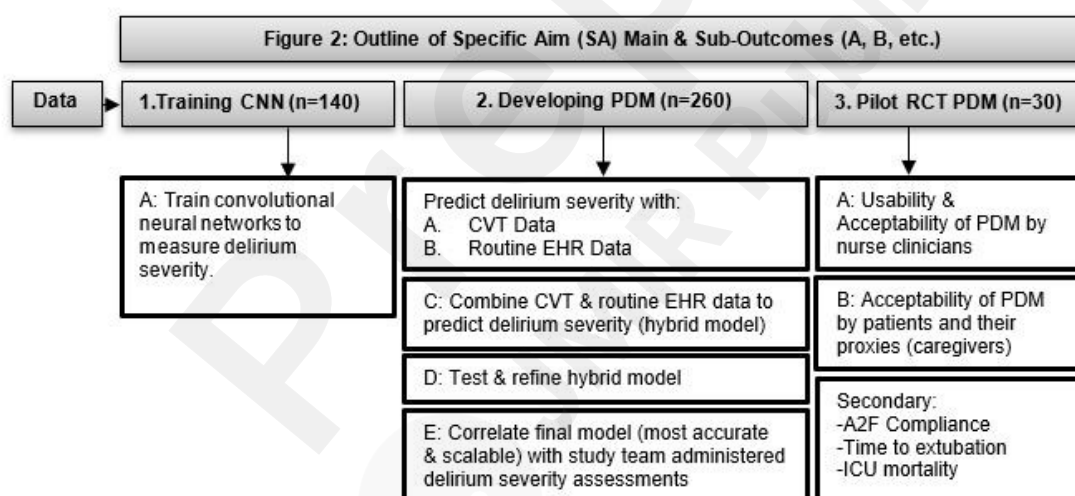 Figure 2: Outline of Specific Aim (SA) Main & Sub-Outcomes (A, B, etc.)
Data
1.Training CNN (n=140)
2. Developing PDM (n=260)
3. Pilot RCT PDM (n=30)
A: Train convolutional
neural networks to
measure delirium
severity.
Predict delirium severity with:
A. CVT Data
B. Routine EHR Data
C: Combine CVT & routine EHR data to
predict delirium severity (hybrid model)
D: Test & refine hybrid model
E: Correlate final model (most accurate
& scalable) with study team administered
delirium severity assessments
A: Usability &
Acceptability of PDM by
nurse clinicians
B: Acceptability of PDM
by patients and their
proxies (caregivers)
Secondary:
-A2F Compliance
-Time to extubation
-ICU mortality